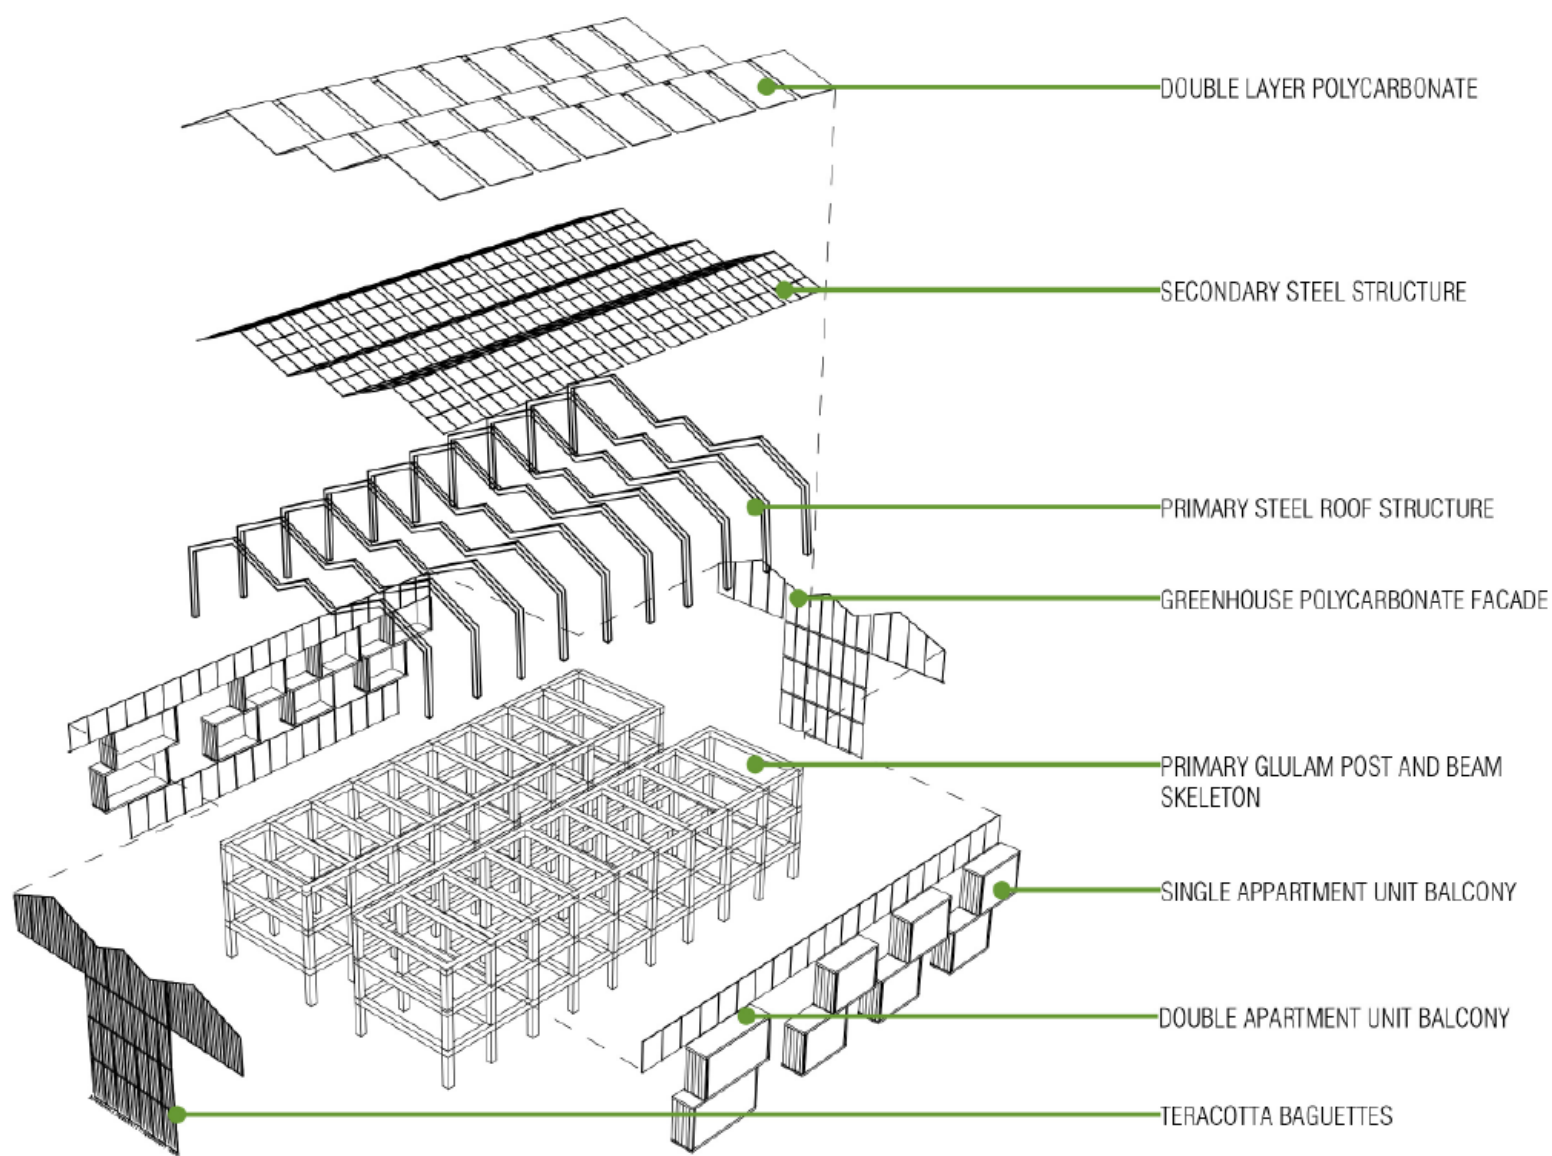 DOUBLE LAYER POLYCARBONATE
SECONDARY STEEL STRUCTURE
PRIMARY STEEL ROOF STRUCTURE
GREENHOUSE POLYCARBONATE FACADE
PRIMARY GLULAM POST AND BEAM
SKELETON
SINGLE APPARTMENT UNIT BALCONY
DOUBLE APARTMENT UNIT BALCONY
TERACOTTA BAGUETTES